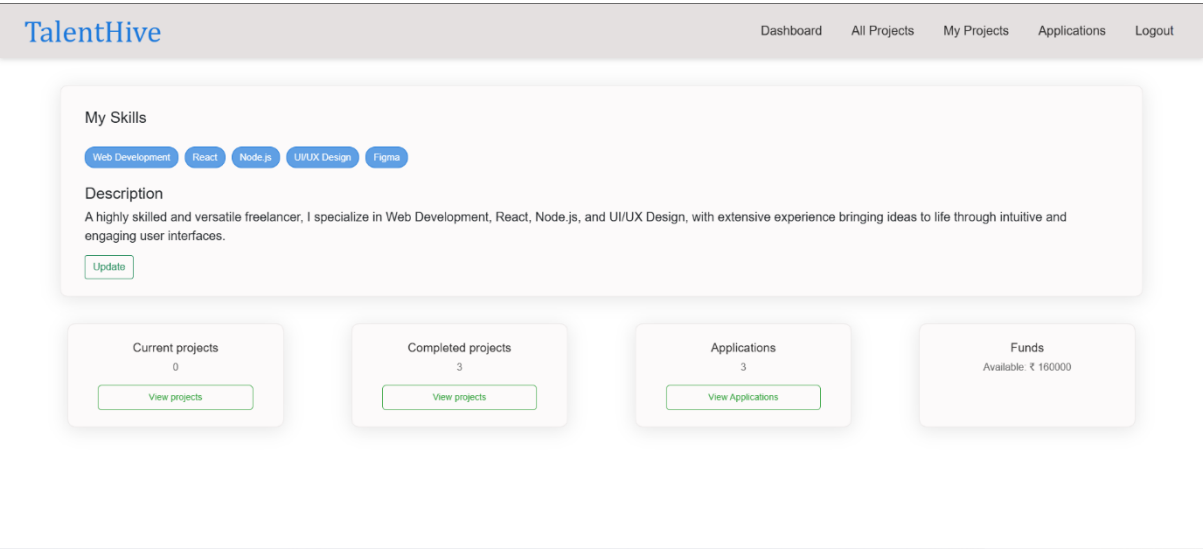 TalentHive
Dashboard All Projects My Projects Applications Logout
My Skills
Web Development React Node.js UI/UX Design Figma
Description
A highly skilled and versatile freelancer, I specialize in Web Development, React, Node.js, and UI/UX Design, with extensive experience bringing ideas to life through intuitive and
engaging user interfaces.
Update
Current projects
0
View projects
Completed projects
3
View projects
Applications
3
View Applications
Funds
Available: ₹ 160000